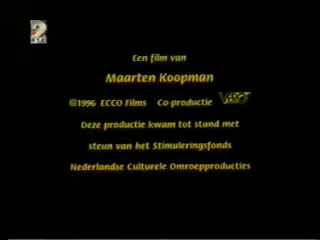 2
Een film van
Maarten Koopman
©1996 ECCO Films Co-productie VARA
Deze productie kwam tot stand met
steun van het Stimuleringsfonds
Nederlandse Culturele Omroepproducties